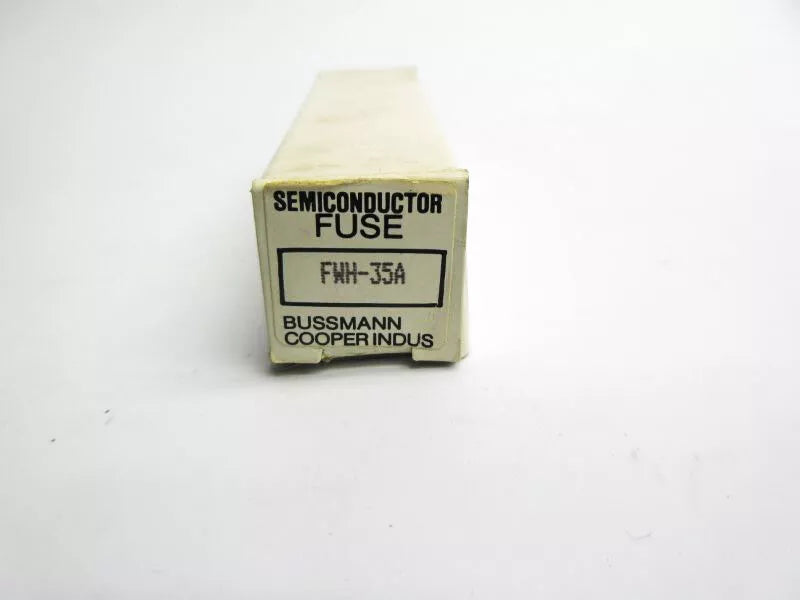 SEMICONDUCTOR
FUSE
FWH-35A
BUSSMANN
COOPER INDUS